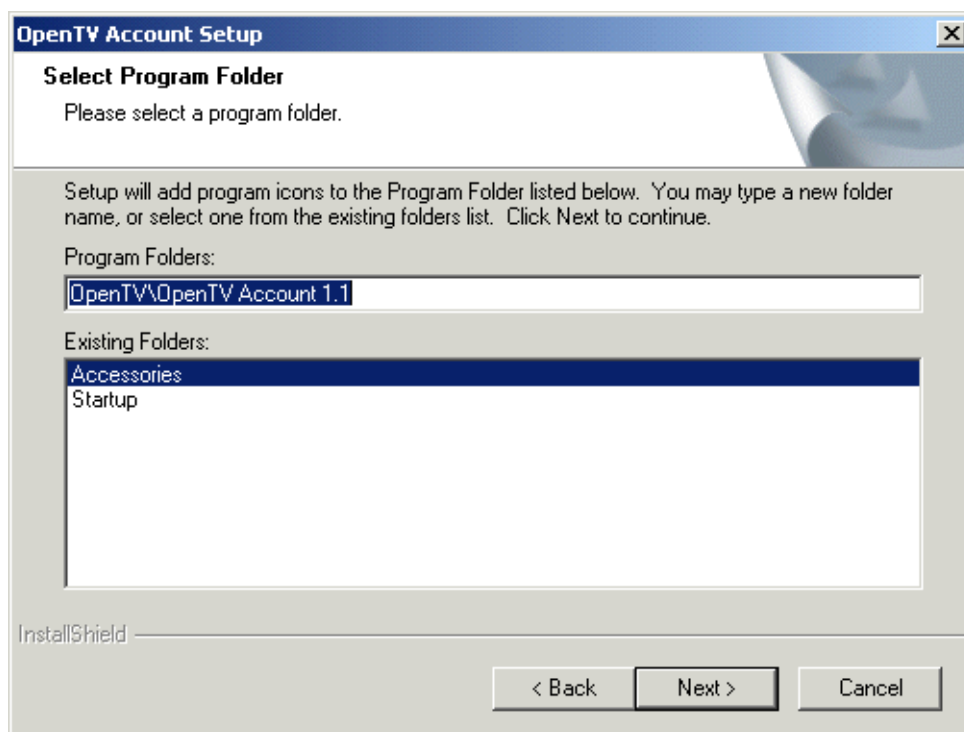 OpenTV Account Setup
Select Program Folder
Please select a program folder.
Setup will add program icons to the Program Folder listed below.  You may type a new folder
name, or select one from the existing folders list.  Click Next to continue.
Program Folders:
OpenTV\OpenTV Account 1.1
Existing Folders:
Accessories
Startup
InstallShield
< Back
Next >
Cancel